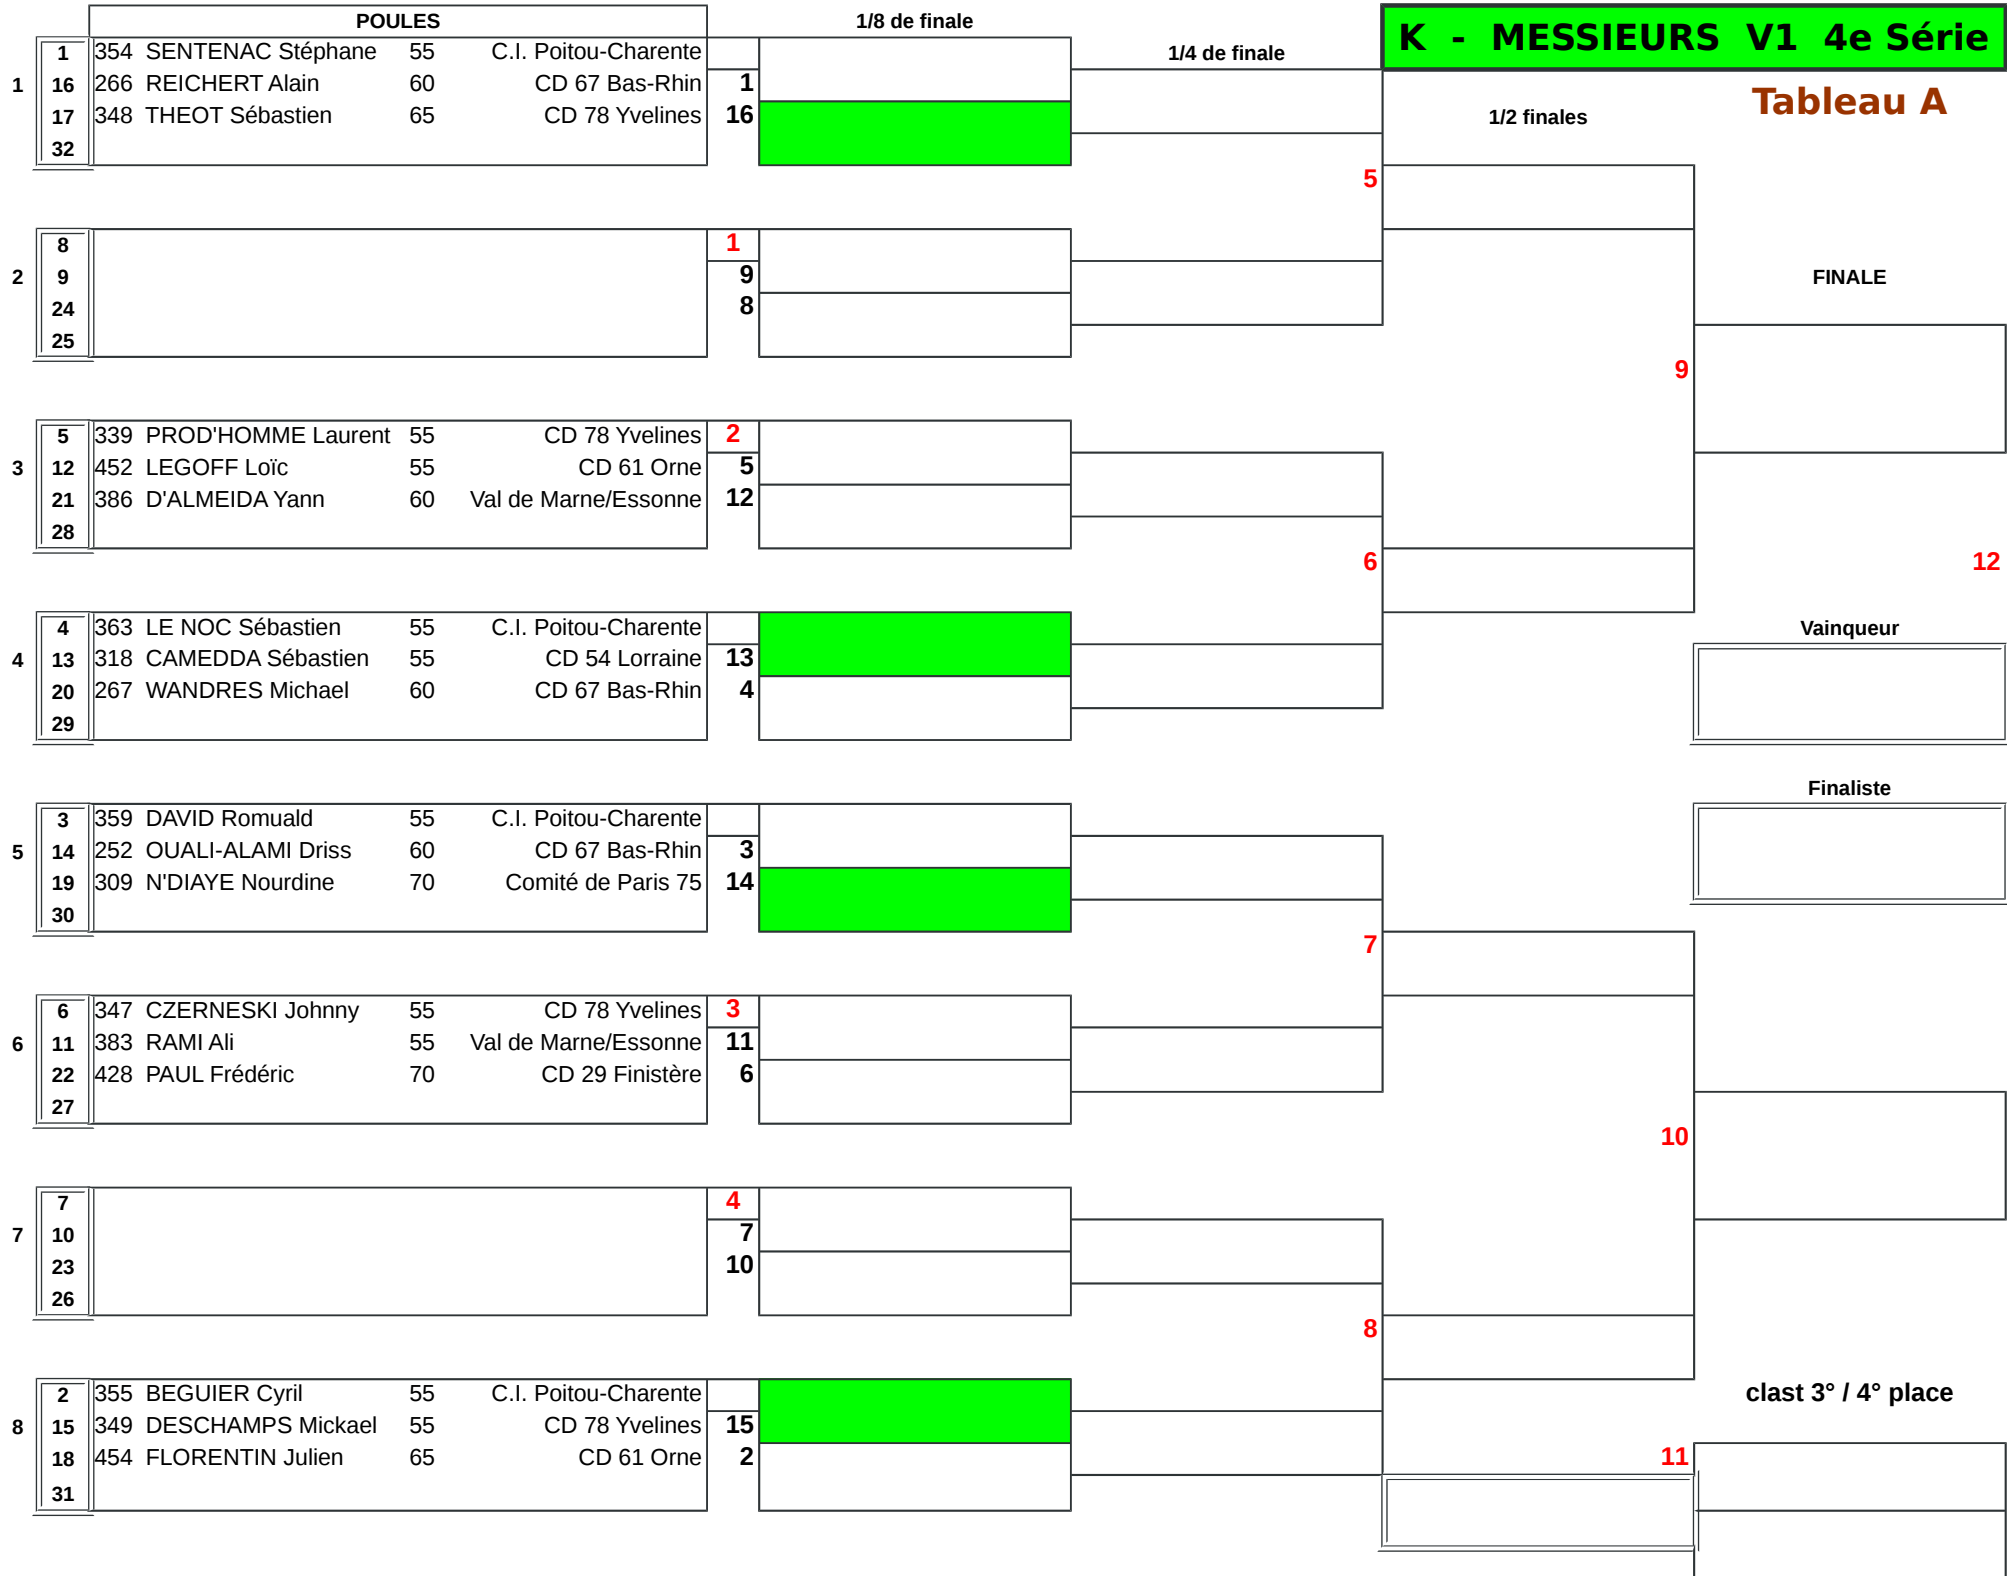 POULES
1/8 de finale
K - MESSIEURS V1 4e Série
1/4 de finale
Tableau A
1/2 finales
1
1 354 SENTENAC Stéphane 55 C.I. Poitou-Charente
16 266 REICHERT Alain 60 CD 67 Bas-Rhin 1
17 348 THEOT Sébastien 65 CD 78 Yvelines 16
32
5
2
8 1
9 9
24 8
25
FINALE
9
3
5 339 PROD'HOMME Laurent 55 CD 78 Yvelines 2
12 452 LEGOFF Loïc 55 CD 61 Orne 5
21 386 D'ALMEIDA Yann 60 Val de Marne/Essonne 12
28
6
12
4
4 363 LE NOC Sébastien 55 C.I. Poitou-Charente
13 318 CAMEDDA Sébastien 55 CD 54 Lorraine 13
20 267 WANDRES Michael 60 CD 67 Bas-Rhin 4
29
Vainqueur
Finaliste
5
3 359 DAVID Romuald 55 C.I. Poitou-Charente
14 252 OUALI-ALAMI Driss 60 CD 67 Bas-Rhin 3
19 309 N'DIAYE Nourdine 70 Comité de Paris 75 14
30
7
6
6 347 CZERNESKI Johnny 55 CD 78 Yvelines 3
11 383 RAMI Ali 55 Val de Marne/Essonne 11
22 428 PAUL Frédéric 70 CD 29 Finistère 6
27
10
7
7 4
10 7
23 10
26
8
8
2 355 BEGUIER Cyril 55 C.I. Poitou-Charente
15 349 DESCHAMPS Mickael 55 CD 78 Yvelines 15
18 454 FLORENTIN Julien 65 CD 61 Orne 2
31
clast 3° / 4° place
11